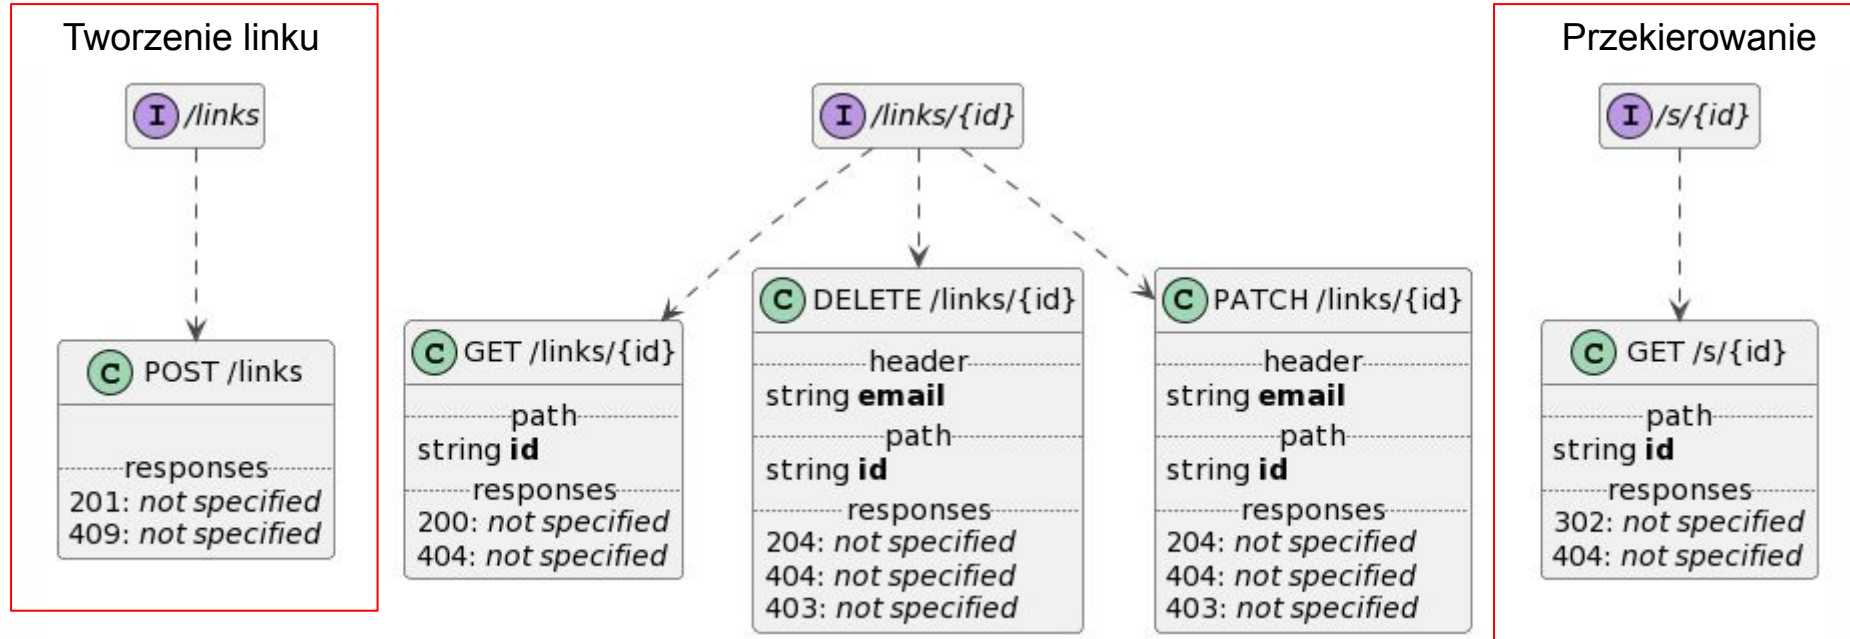 Tworzenie linku
I /links
C POST /links
responses
201: not specified
409: not specified
I /links/{id}
C GET /links/{id}
path
string id
responses
200: not specified
404: not specified
C DELETE /links/{id}
header
string email
path
string id
responses
204: not specified
404: not specified
403: not specified
C PATCH /links/{id}
header
string email
path
string id
responses
204: not specified
404: not specified
403: not specified
Przekierowanie
I /s/{id}
C GET /s/{id}
path
string id
responses
302: not specified
404: not specified